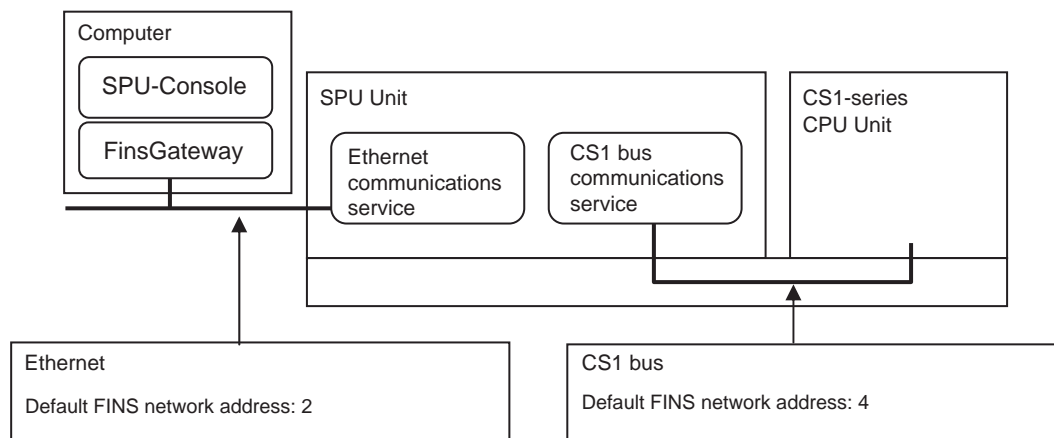 Computer
SPU-Console
FinsGateway
SPU Unit
Ethernet
communications
service
CS1 bus
communications
service
CS1-series
CPU Unit
Ethernet
Default FINS network address: 2
CS1 bus
Default FINS network address: 4